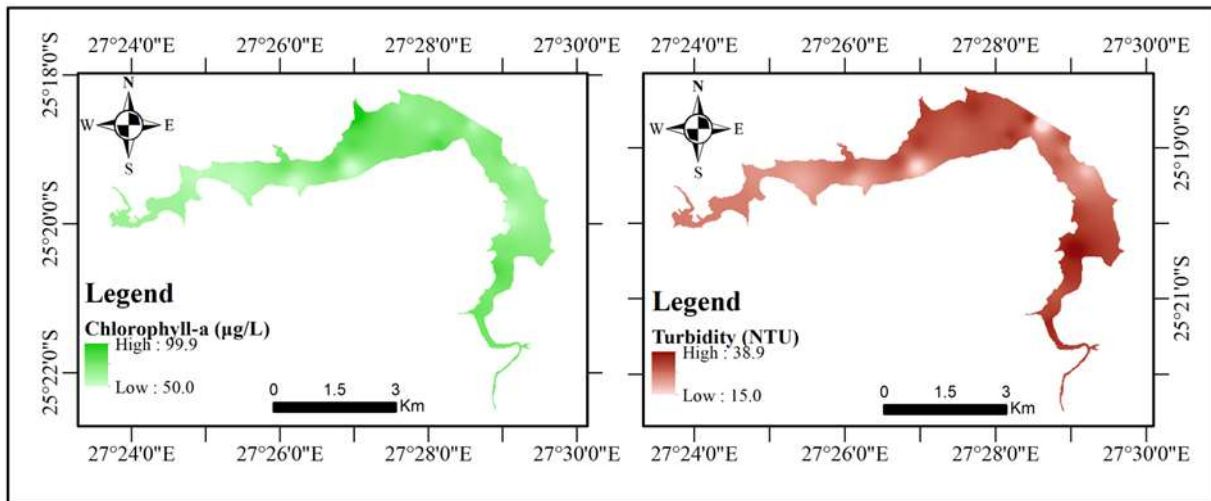 27°24'0"E 27°26'0"E 27°28'0"E 27°30'0"E
25°18'0"S
25°20'0"S
25°22'0"S
N
W E
S
Legend
Chlorophyll-a (µg/L)
High : 99.9
Low : 50.0
0 1.5 3
Km
27°24'0"E 27°26'0"E 27°28'0"E 27°30'0"E
27°24'0"E 27°26'0"E 27°28'0"E 27°30'0"E
25°19'0"S
25°21'0"S
N
W E
S
Legend
Turbidity (NTU)
High : 38.9
Low : 15.0
0 1.5 3
Km
27°24'0"E 27°26'0"E 27°28'0"E 27°30'0"E